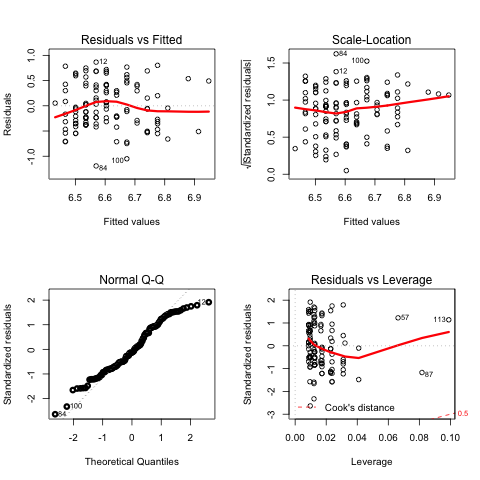 Residuals vs Fitted
Residuals
1.0
0.5
0.0
-1.0
12
100
84
6.5 6.6 6.7 6.8 6.9
Fitted values
Scale-Location
√|Standardized residuals|
1.5
1.0
0.5
0.0
84
12
100
6.5 6.6 6.7 6.8 6.9
Fitted values
Normal Q-Q
Standardized residuals
2
1
0
-1
-2
12
100
84
-2 -1 0 1 2
Theoretical Quantiles
Residuals vs Leverage
Standardized residuals
2
1
0
-1
-2
-3
57
113
87
Cook's distance
0.5
0.00 0.02 0.04 0.06 0.08 0.10
Leverage